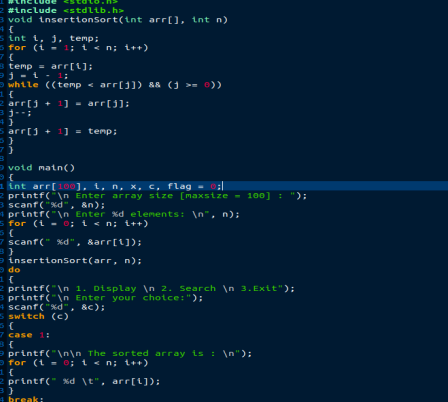 #include <stdio.h>
#include <stdlib.h>
void insertionSort(int arr[], int n)
{
int i, j, temp;
for (i = 1; i < n; i++)
{
temp = arr[i];
j = i - 1;
while ((temp < arr[j]) && (j >= 0))
{
arr[j + 1] = arr[j];
j--;
}
arr[j + 1] = temp;
}
}

void main()
{
int arr[100], i, n, x, c, flag = 0;
printf("\n Enter array size [maxsize = 100] : ");
scanf("%d", &n);
printf("\n Enter %d elements: \n", n);
for (i = 0; i < n; i++)
{
scanf(" %d", &arr[i]);
}
insertionSort(arr, n);
do
{
printf("\n 1. Display \n 2. Search \n 3.Exit");
printf("\n Enter your choice:");
scanf("%d", &c);
switch (c)
{
case 1:
{
printf("\n\n The sorted array is : \n");
for (i = 0; i < n; i++)
{
printf(" %d \t", arr[i]);
}
break;